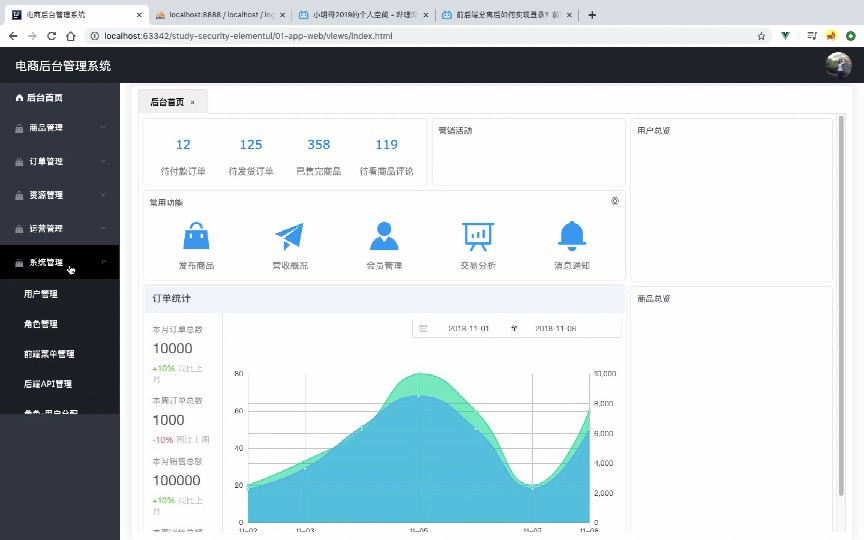 电商后台管理系统
localhost:8888 / localhost / log
小明哥2019的个人空间 - 哔哩哔
前后端分离后如何实现登录？前
localhost:63342/study-security-elementui/01-app-web/views/index.html
电商后台管理系统
后台首页
商品管理
订单管理
资源管理
运营管理
系统管理
用户管理
角色管理
前端菜单管理
后端API管理
角色-用户分配
后台首页 ×
12
待付款订单
125
待发货订单
358
已售完商品
119
待看商品评论
营销活动
用户总览
常用功能
发布商品
营收概况
会员管理
交易分析
消息通知
商品总览
订单统计
本月订单总数
10000
+10% 同比上
月
本周订单总数
1000
-10% 同比上周
本月销售总额
100000
+10% 同比上
月
本周销售总额
2018-11-01 至 2018-11-08
80
60
40
20
0
10,000
8,000
6,000
4,000
2,000
0
11-02 11-03 11-05 11-07 11-08